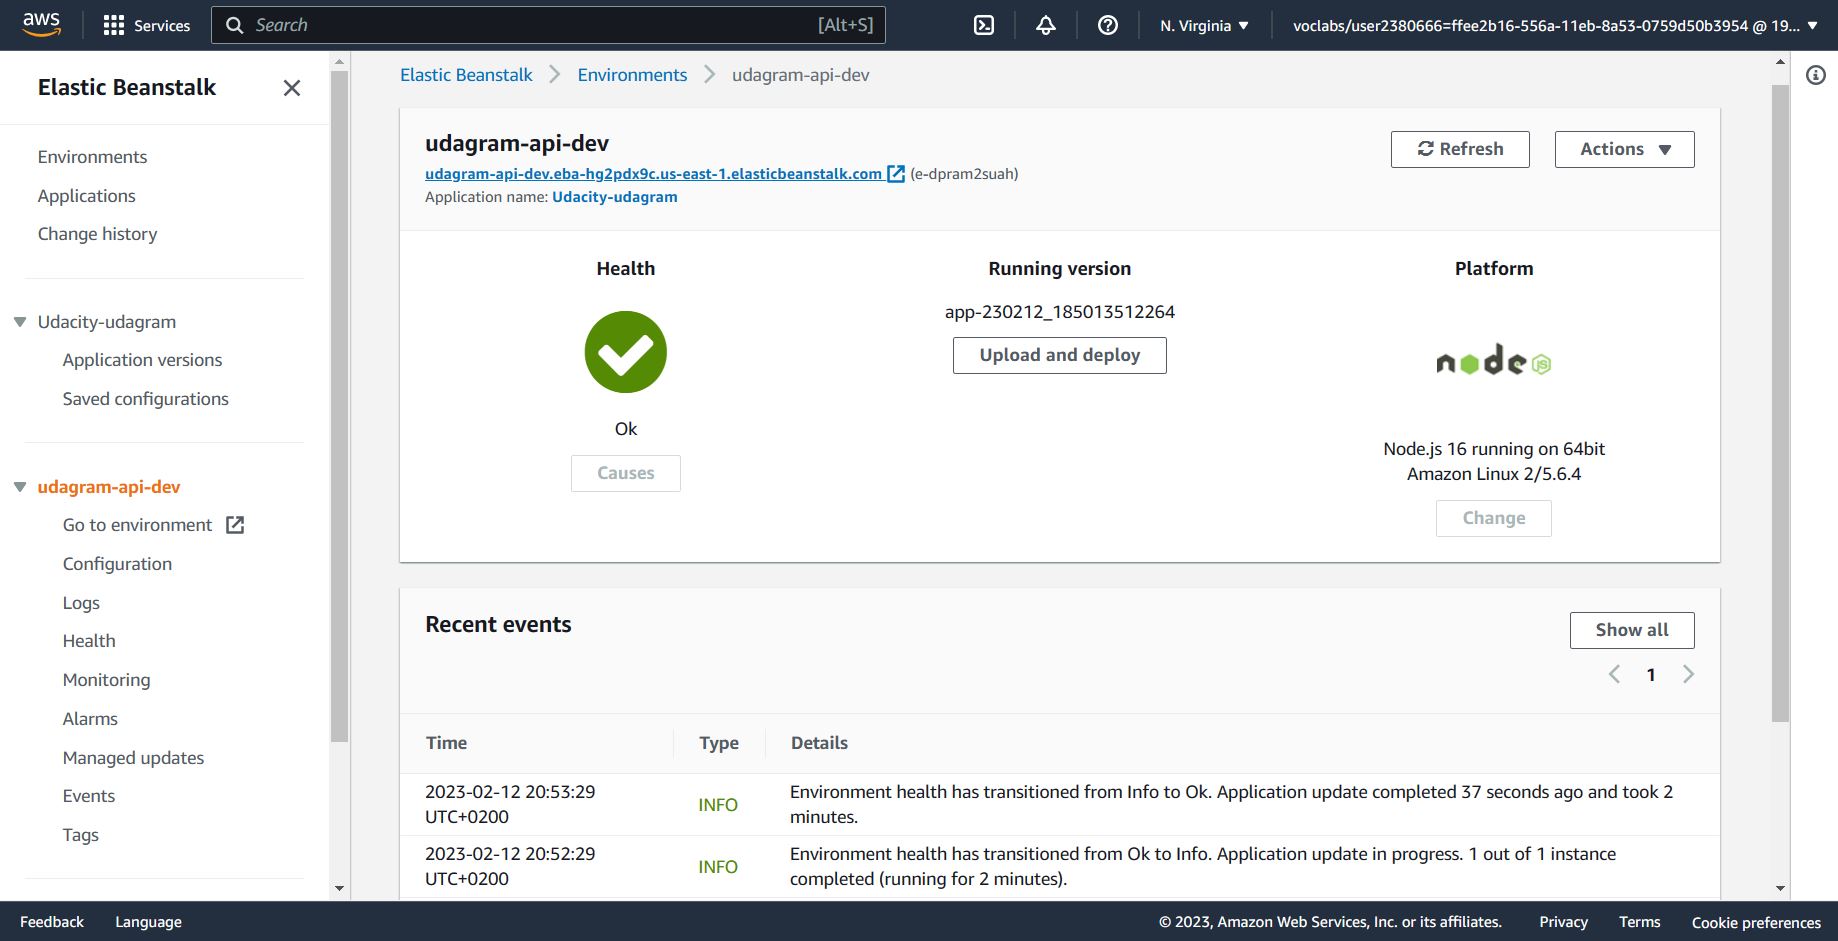 aws
Services
Search
[Alt+S]
N. Virginia
voclabs/user2380666=ffee2b16-556a-11eb-8a53-0759d50b3954 @ 19...
Elastic Beanstalk
Environments
Applications
Change history
Udacity-udagram
Application versions
Saved configurations
udagram-api-dev
Go to environment
Configuration
Logs
Health
Monitoring
Alarms
Managed updates
Events
Tags
Elastic Beanstalk
Environments
udagram-api-dev
udagram-api-dev
udagram-api-dev.eba-hg2pdx9c.us-east-1.elasticbeanstalk.com (e-dpram2suah)
Application name: Udacity-udagram
Refresh
Actions
Health
Ok
Causes
Running version
app-230212_185013512264
Upload and deploy
Platform
node JS
Node.js 16 running on 64bit
Amazon Linux 2/5.6.4
Change
Recent events
Show all
1
Time
Type
Details
2023-02-12 20:53:29
UTC+0200
INFO
Environment health has transitioned from Info to Ok. Application update completed 37 seconds ago and took 2
minutes.
2023-02-12 20:52:29
UTC+0200
INFO
Environment health has transitioned from Ok to Info. Application update in progress. 1 out of 1 instance
completed (running for 2 minutes).
Feedback
Language
© 2023, Amazon Web Services, Inc. or its affiliates.
Privacy
Terms
Cookie preferences